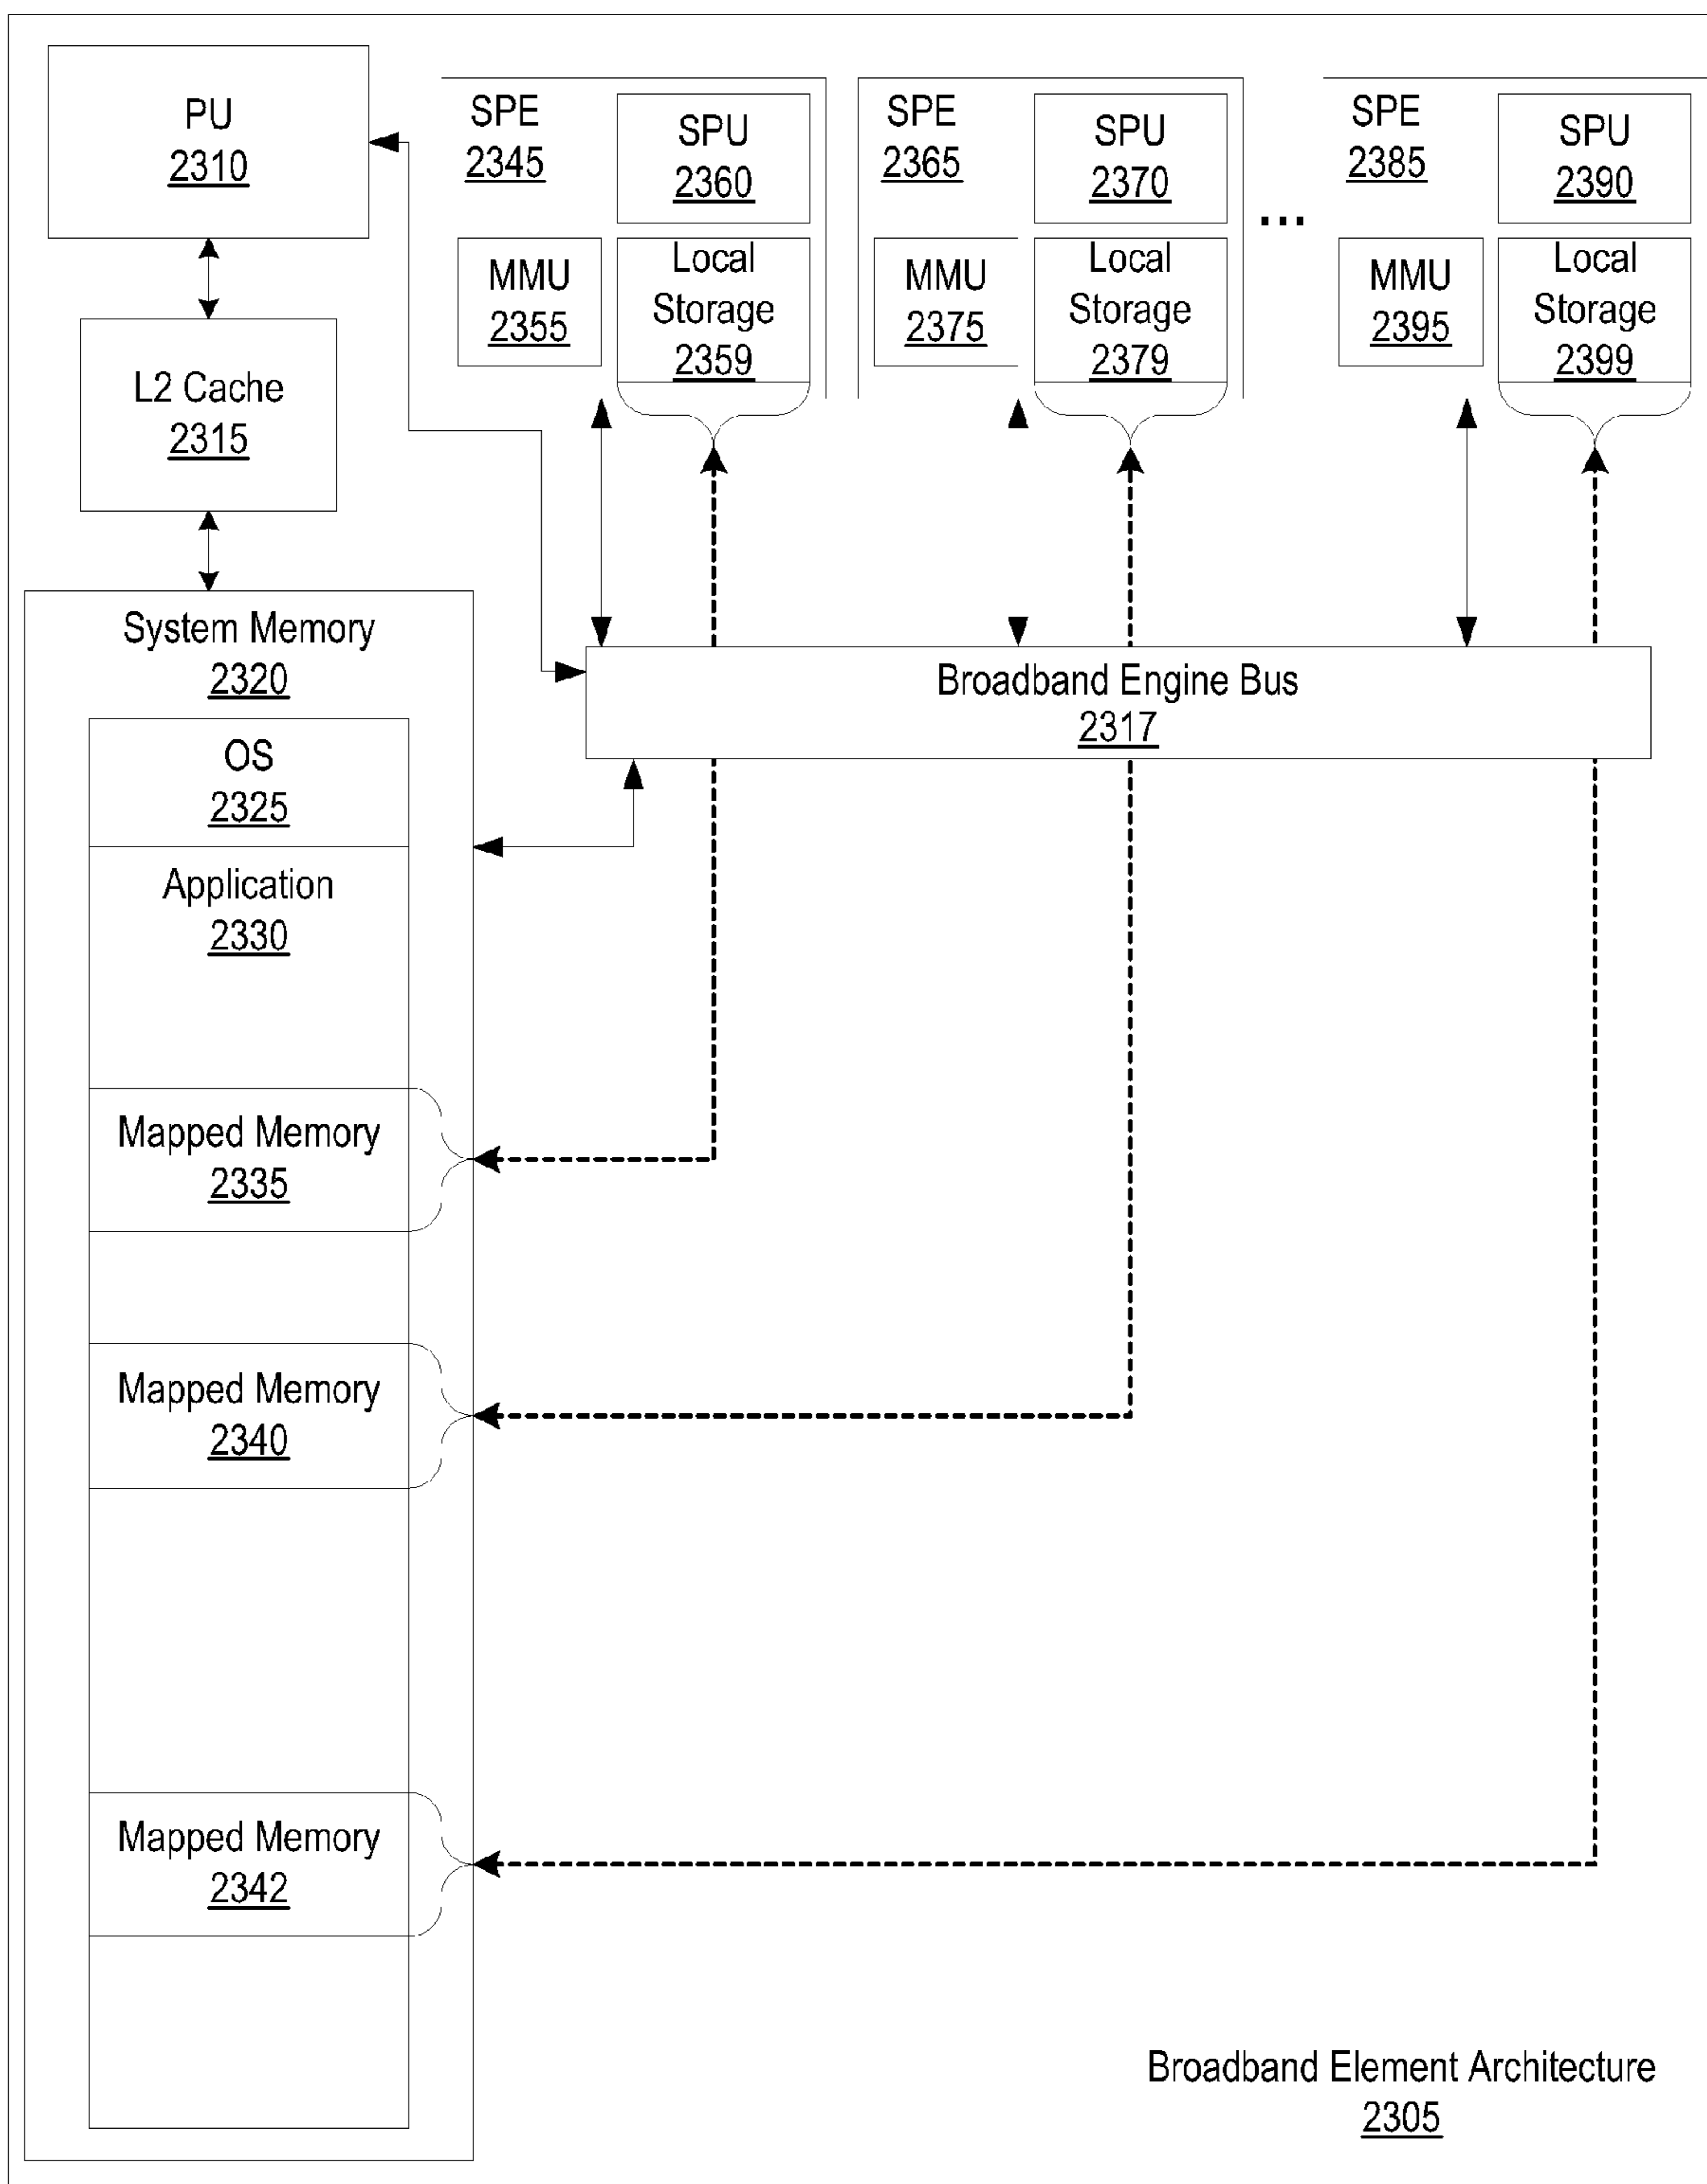 PU
2310
SPE
2345
SPU
2360
MMU
2355
Local
Storage
2359
SPE
2365
SPU
2370
MMU
2375
Local
Storage
2379
...
SPE
2385
SPU
2390
MMU
2395
Local
Storage
2399
L2 Cache
2315
System Memory
2320
Broadband Engine Bus
2317
OS
2325
Application
2330
Mapped Memory
2335
Mapped Memory
2340
Mapped Memory
2342
Broadband Element Architecture
2305